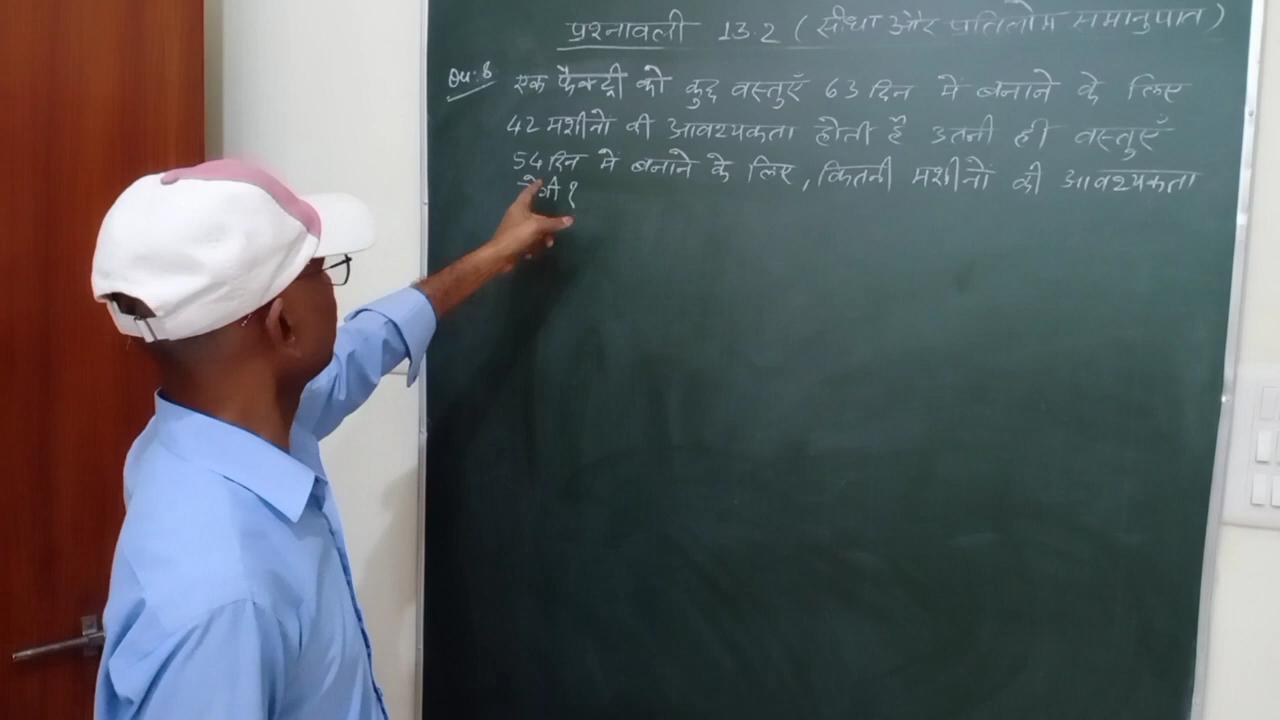 प्रश्नावली 13.2 (सीधा और प्रतिलोम समानुपात)
Qu:8 एक फैक्ट्री को कुछ वस्तुएँ 63 दिन में बनाने के लिए
42 मशीनों की आवश्यकता होती है उतनी ही वस्तुएँ
54 दिन में बनाने के लिए, कितनी मशीनों की आवश्यकता
?